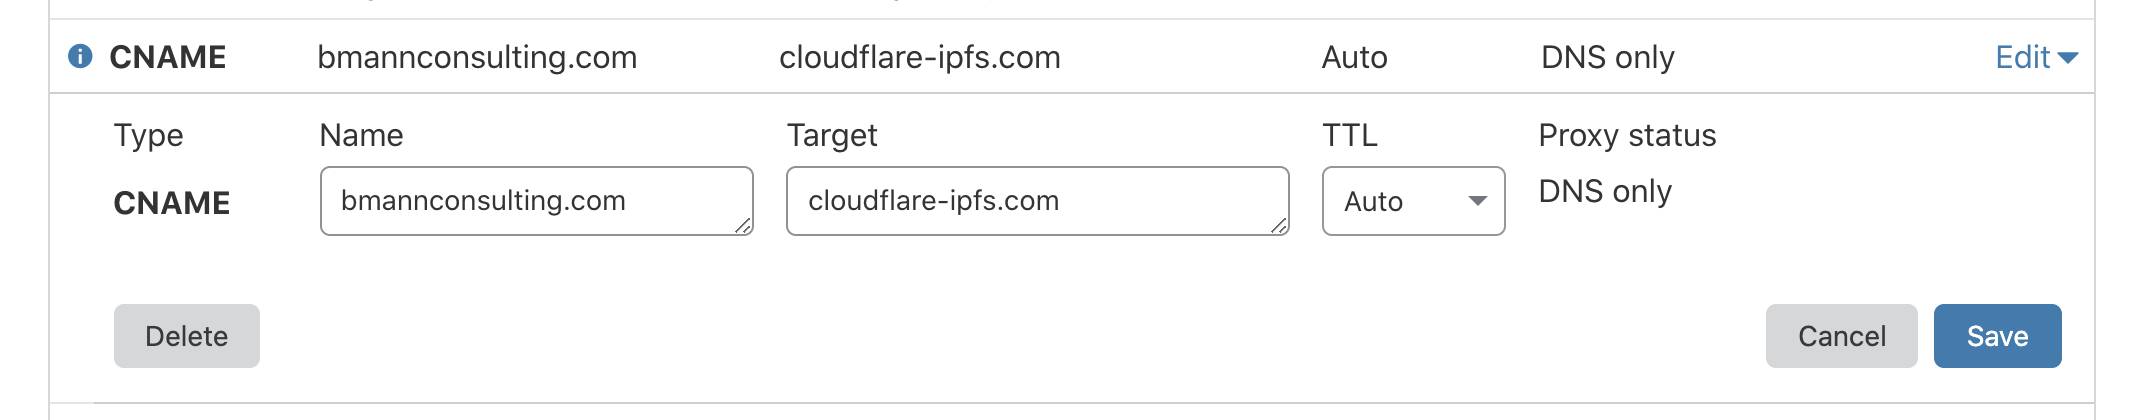 CNAME bmannconsulting.com cloudflare-ipfs.com Auto DNS only Edit
Type Name Target TTL Proxy status
CNAME bmannconsulting.com cloudflare-ipfs.com Auto DNS only
Delete Cancel Save